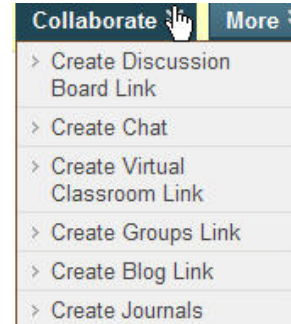 Collaborate More
> Create Discussion
Board Link
> Create Chat
> Create Virtual
Classroom Link
> Create Groups Link
> Create Blog Link
> Create Journals